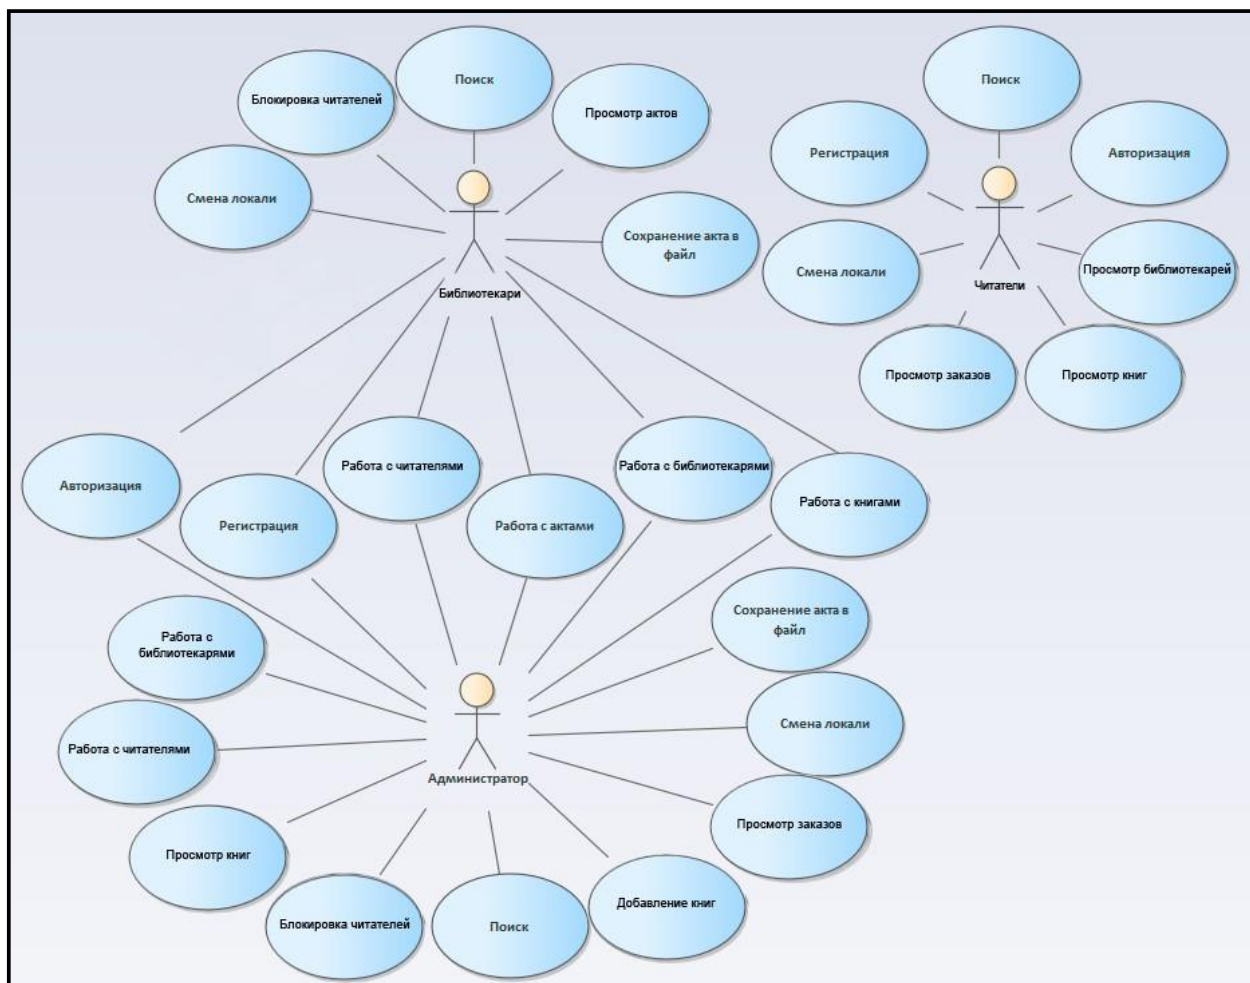 Поиск
Блокировка читателей
Просмотр актов
Смена локали
Сохранение акта в
файл
Библиотекари
Поиск
Регистрация
Авторизация
Смена локали
Просмотр библиотекарей
Читатели
Просмотр заказов
Просмотр книг
Авторизация
Регистрация
Работа с читателями
Работа с актами
Работа с библиотекарями
Работа с книгами
Сохранение акта в
файл
Работа с
библиотекарями
Смена локали
Работа с читателями
Администратор
Просмотр заказов
Просмотр книг
Добавление книг
Блокировка читателей
Поиск